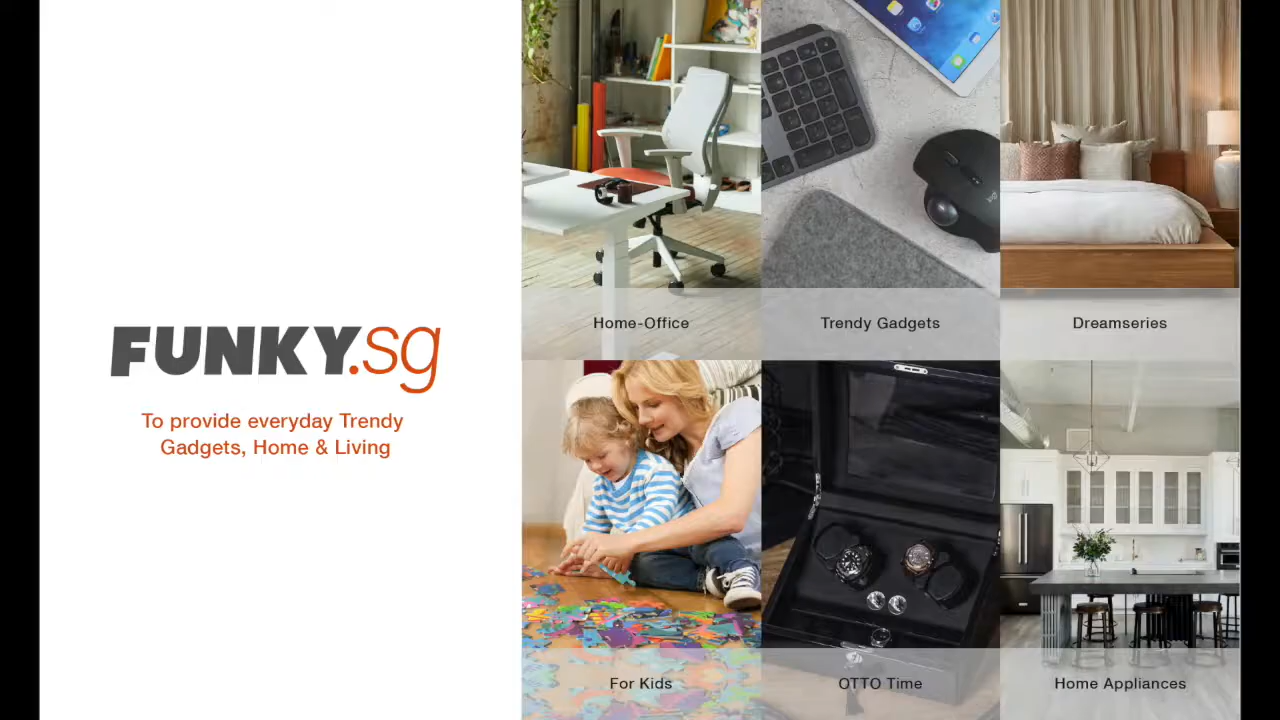 FUNKY.sg
To provide everyday Trendy
Gadgets, Home & Living
Home-Office
Trendy Gadgets
Dreamseries
For Kids
OTTO Time
Home Appliances